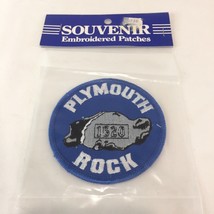 SOUVENIR
Embroidered Patches
PLYMOUTH
1620
ROCK